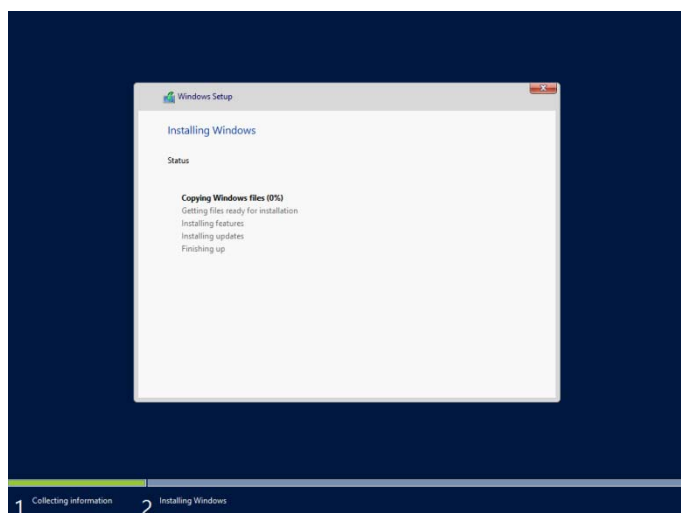 Windows Setup
Installing Windows
Status
Copying Windows files (0%)
Getting files ready for installation
Installing features
Installing updates
Finishing up
1 Collecting information 2 Installing Windows